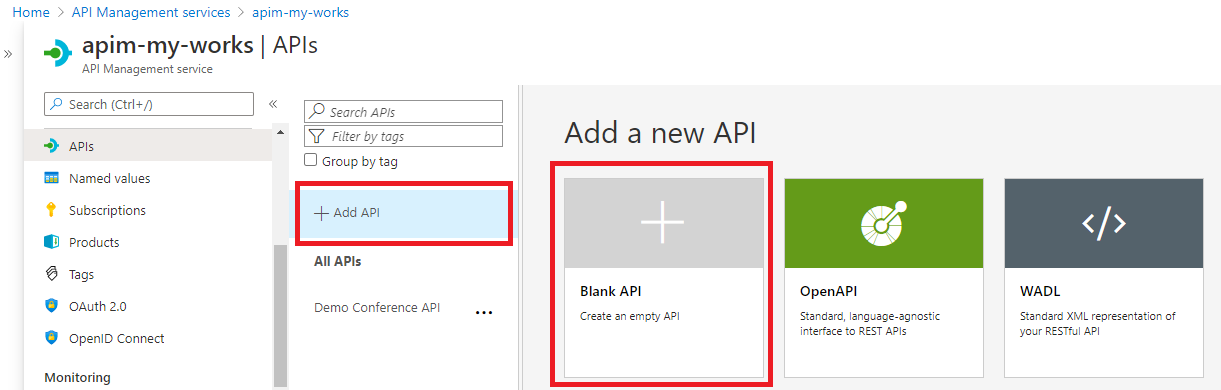 Home > API Management services > apim-my-works
»
apim-my-works | APIs
API Management service
Search (Ctrl+/)
«
APIs
Named values
Subscriptions
Products
Tags
OAuth 2.0
OpenID Connect
Monitoring
Search APIs
Filter by tags
Group by tag
+ Add API
All APIs
Demo Conference API ...
Add a new API
Blank API
Create an empty API
OpenAPI
Standard, language-agnostic
interface to REST APIs
</>
WADL
Standard XML representation of
your RESTful API